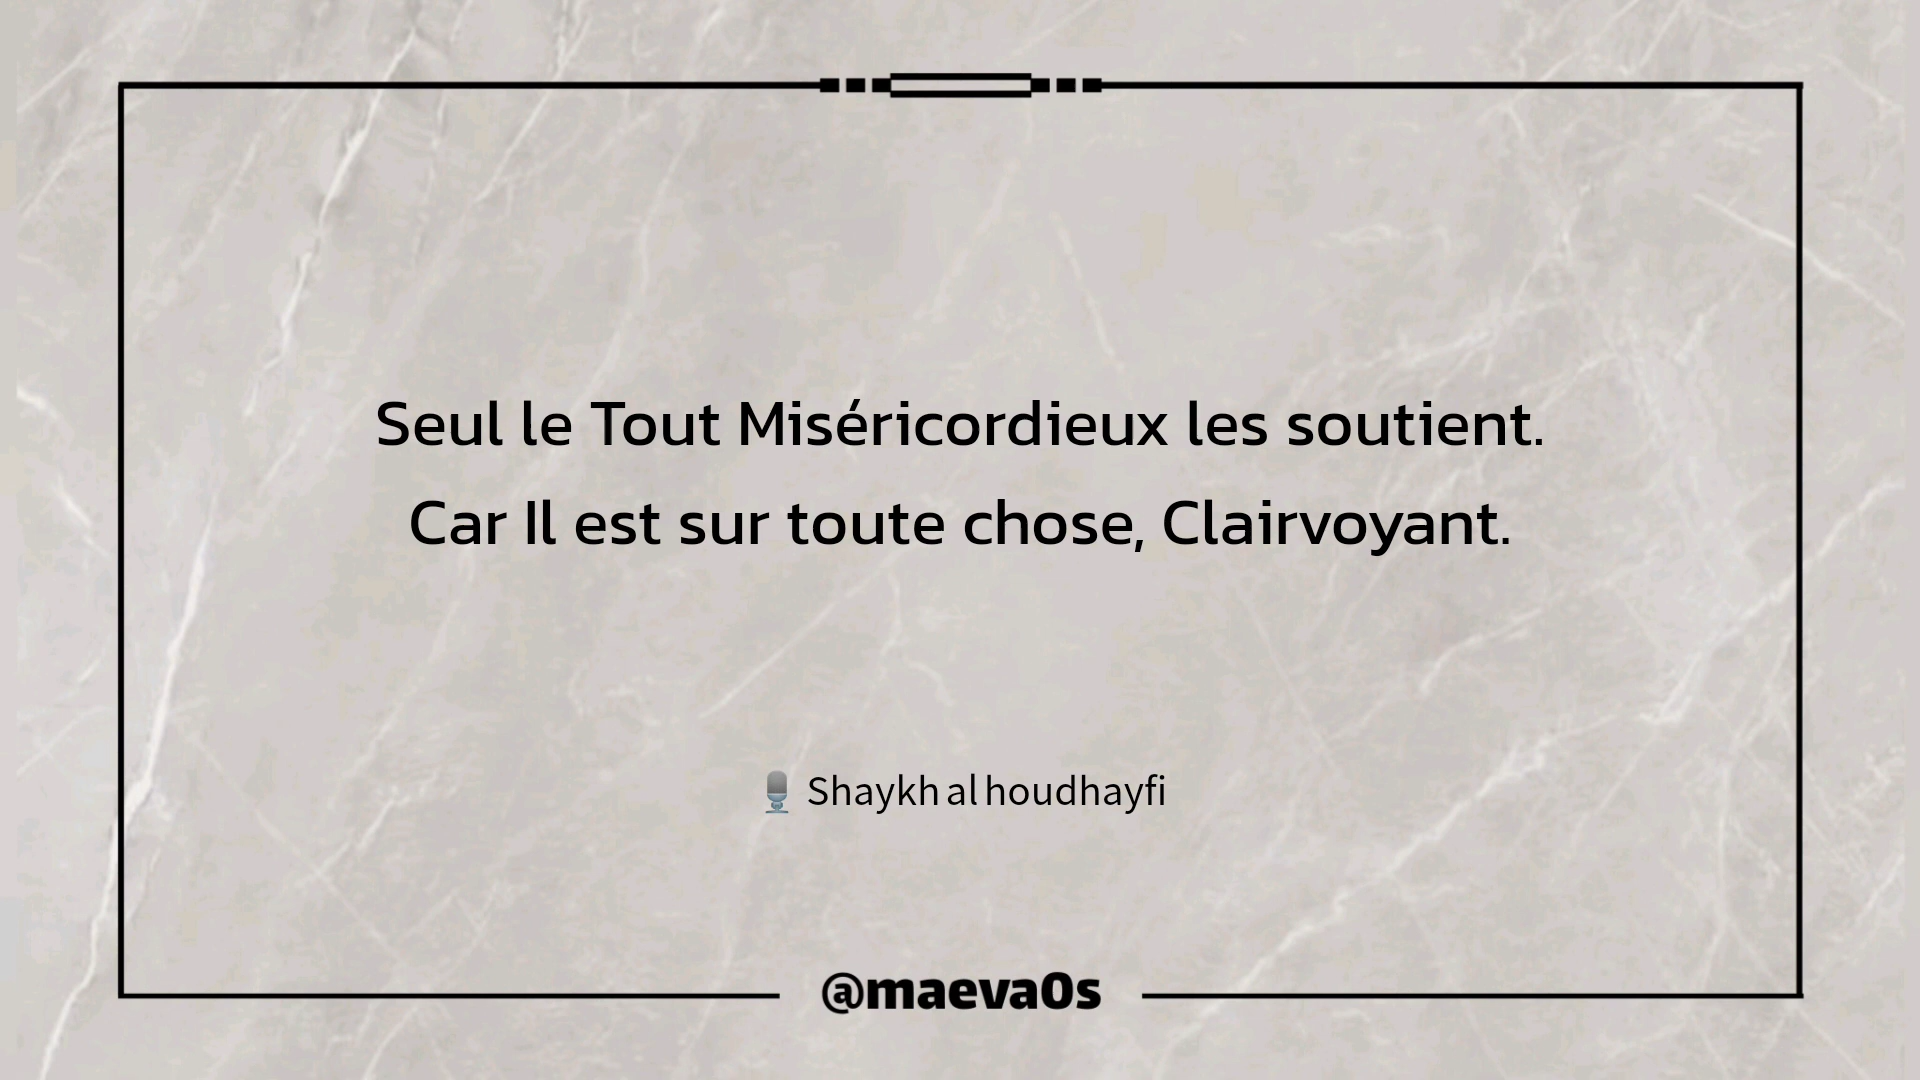 Seul le Tout Miséricordieux les soutient.
Car Il est sur toute chose, Clairvoyant.
🎙️ Shaykh al houdhayfi
@maeva0s